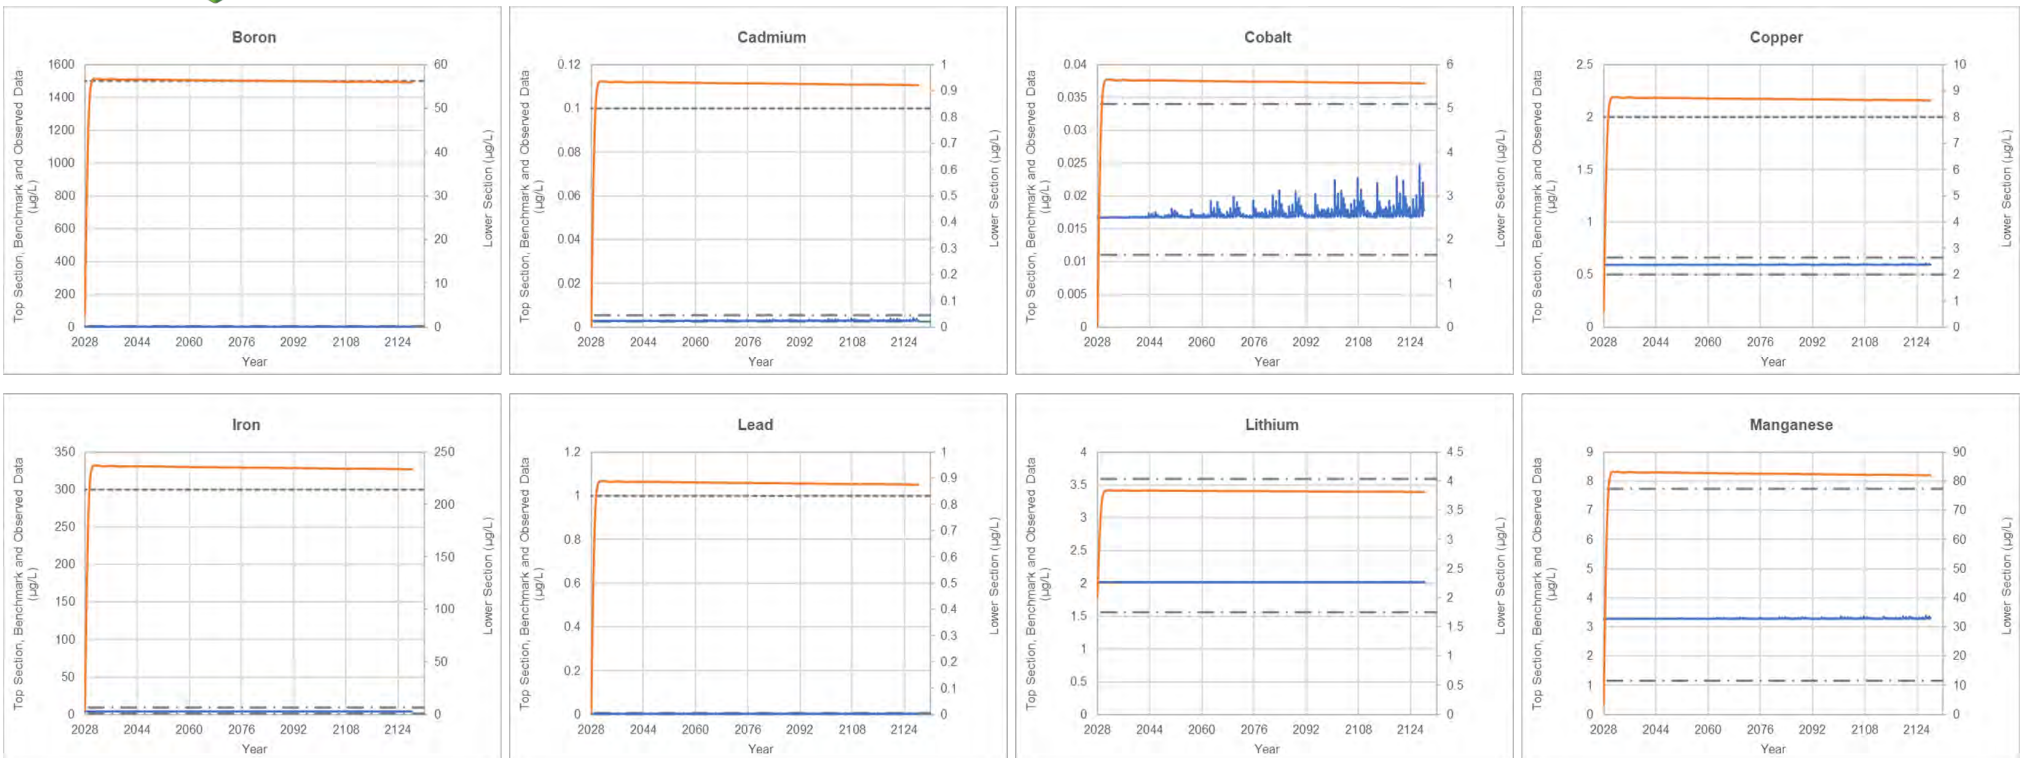 Boron
Top Section, Benchmark and Observed Data
(µg/L)
1600
1400
1200
1000
800
600
400
200
0
60
50
40
30
20
10
0
Lower Section (µg/L)
2028 2044 2060 2076 2092 2108 2124
Year
Cadmium
Top Section, Benchmark and Observed Data
(µg/L)
0.12
0.1
0.08
0.06
0.04
0.02
0
1
0.9
0.8
0.7
0.6
0.5
0.4
0.3
0.2
0.1
0
Lower Section (µg/L)
2028 2044 2060 2076 2092 2108 2124
Year
Cobalt
Top Section, Benchmark and Observed Data
(µg/L)
0.04
0.035
0.03
0.025
0.02
0.015
0.01
0.005
0
6
5
4
3
2
1
0
Lower Section (µg/L)
2028 2044 2060 2076 2092 2108 2124
Year
Copper
Top Section, Benchmark and Observed Data
(µg/L)
2.5
2
1.5
1
0.5
0
10
9
8
7
6
5
4
3
2
1
0
Lower Section (µg/L)
2028 2044 2060 2076 2092 2108 2124
Year
Iron
Top Section, Benchmark and Observed Data
(µg/L)
350
300
250
200
150
100
50
0
250
200
150
100
50
0
Lower Section (µg/L)
2028 2044 2060 2076 2092 2108 2124
Year
Lead
Top Section, Benchmark and Observed Data
(µg/L)
1.2
1
0.8
0.6
0.4
0.2
0
1
0.9
0.8
0.7
0.6
0.5
0.4
0.3
0.2
0.1
0
Lower Section (µg/L)
2028 2044 2060 2076 2092 2108 2124
Year
Lithium
Top Section, Benchmark and Observed Data
(µg/L)
4
3.5
3
2.5
2
1.5
1
0.5
0
4.5
4
3.5
3
2.5
2
1.5
1
0.5
0
Lower Section (µg/L)
2028 2044 2060 2076 2092 2108 2124
Year
Manganese
Top Section, Benchmark and Observed Data
(µg/L)
9
8
7
6
5
4
3
2
1
0
90
80
70
60
50
40
30
20
10
0
Lower Section (µg/L)
2028 2044 2060 2076 2092 2108 2124
Year